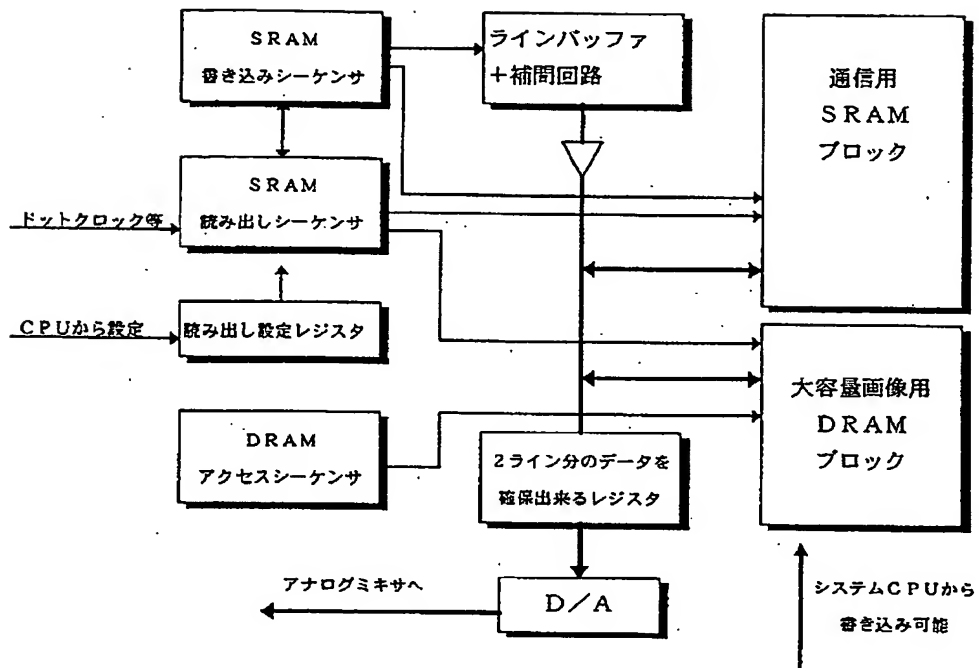 SRAM
書き込みシーケンサ
ラインバッファ
＋補間回路
通信用
SRAM
ブロック
SRAM
読み出しシーケンサ
ドットクロック等
CPUから設定
読み出し設定レジスタ
大容量画像用
DRAM
ブロック
DRAM
アクセスシーケンサ
2ライン分のデータを
確保出来るレジスタ
アナログミキサへ
D／A
システムCPUから
書き込み可能